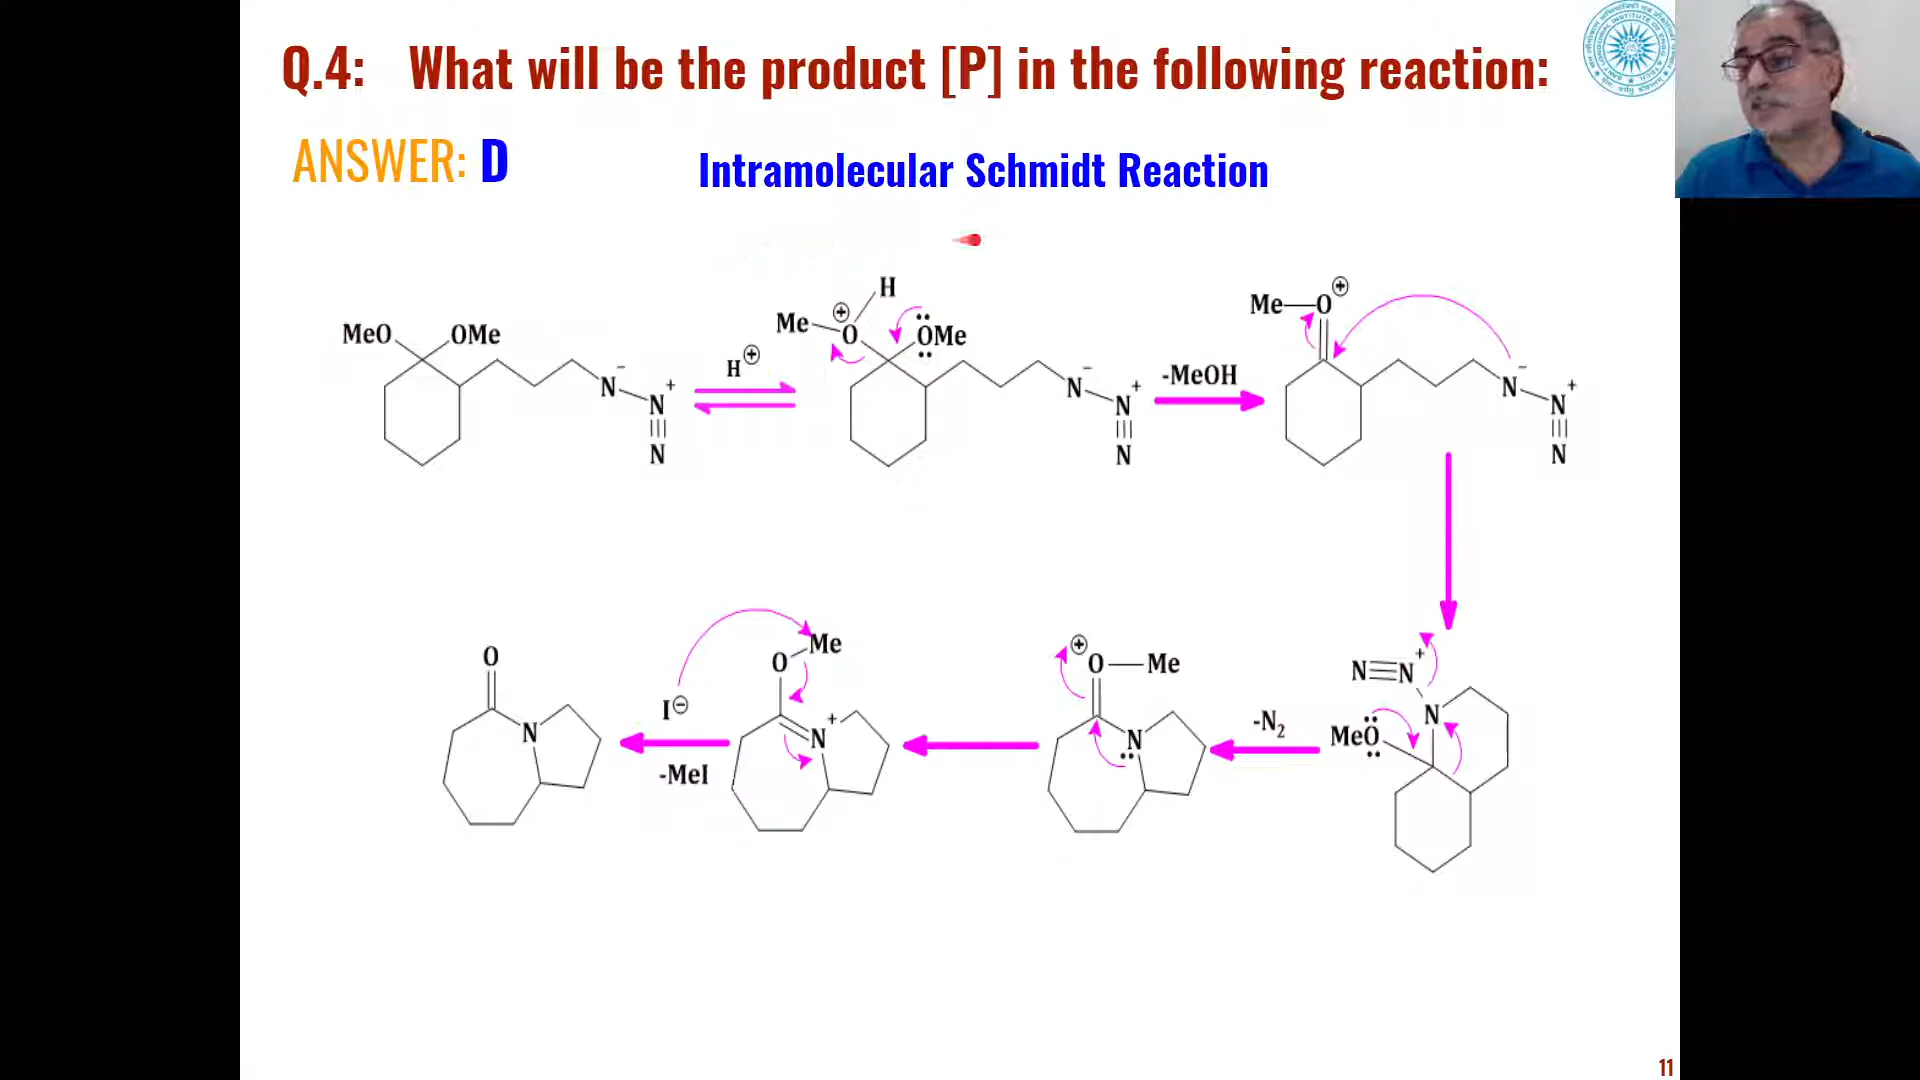 Q.4: What will be the product [P] in the following reaction:
ANSWER: D
Intramolecular Schmidt Reaction
MeO OMe N⁻ N⁺ N
H⊕
Me O⊕ H OMe N⁻ N⁺ N
-MeOH
Me O⊕ N⁻ N⁺ N
O N
I⊖
-MeI
O Me N⁺
⊕ O Me N
-N₂
N N⁺ N MeO
11